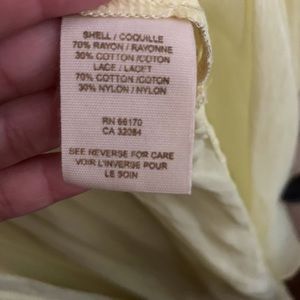 SHELL / COQUILLE
70% RAYON / RAYONNE
30% COTTON /COTON
LACE / LACET
70% COTTON /COTON
30% NYLON / NYLON
RN 66170
CA 32084
SEE REVERSE FOR CARE
VOIR L'INVERSE POUR
LE SOIN